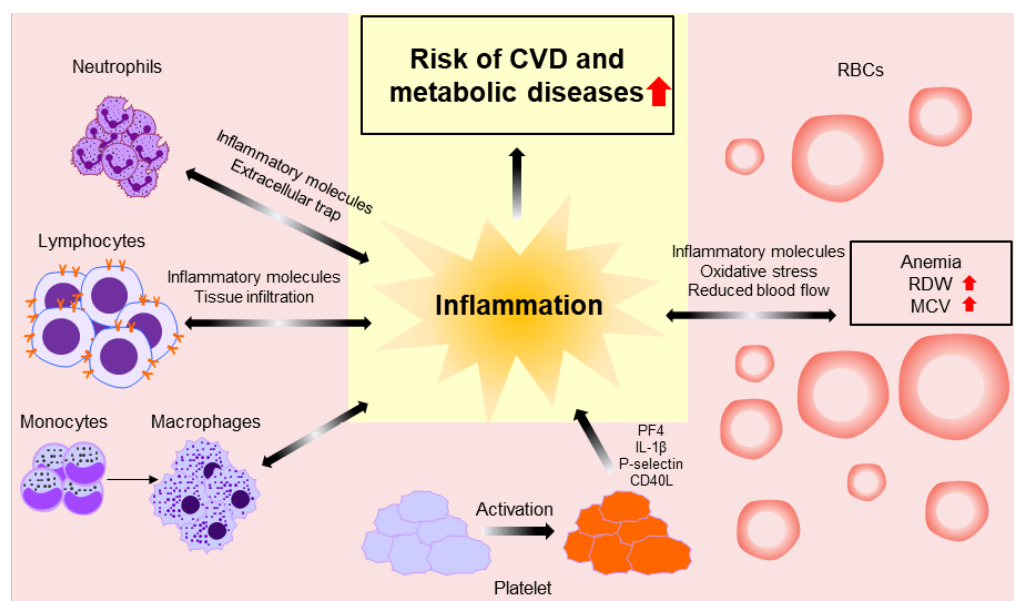 Risk of CVD and
metabolic diseases
Neutrophils
RBCs
Inflammatory molecules
Extracellular trap
Lymphocytes
Inflammatory molecules
Tissue infiltration
Inflammation
Inflammatory molecules
Oxidative stress
Reduced blood flow
Anemia
RDW
MCV
Monocytes
Macrophages
PF4
IL-1β
P-selectin
CD40L
Activation
Platelet